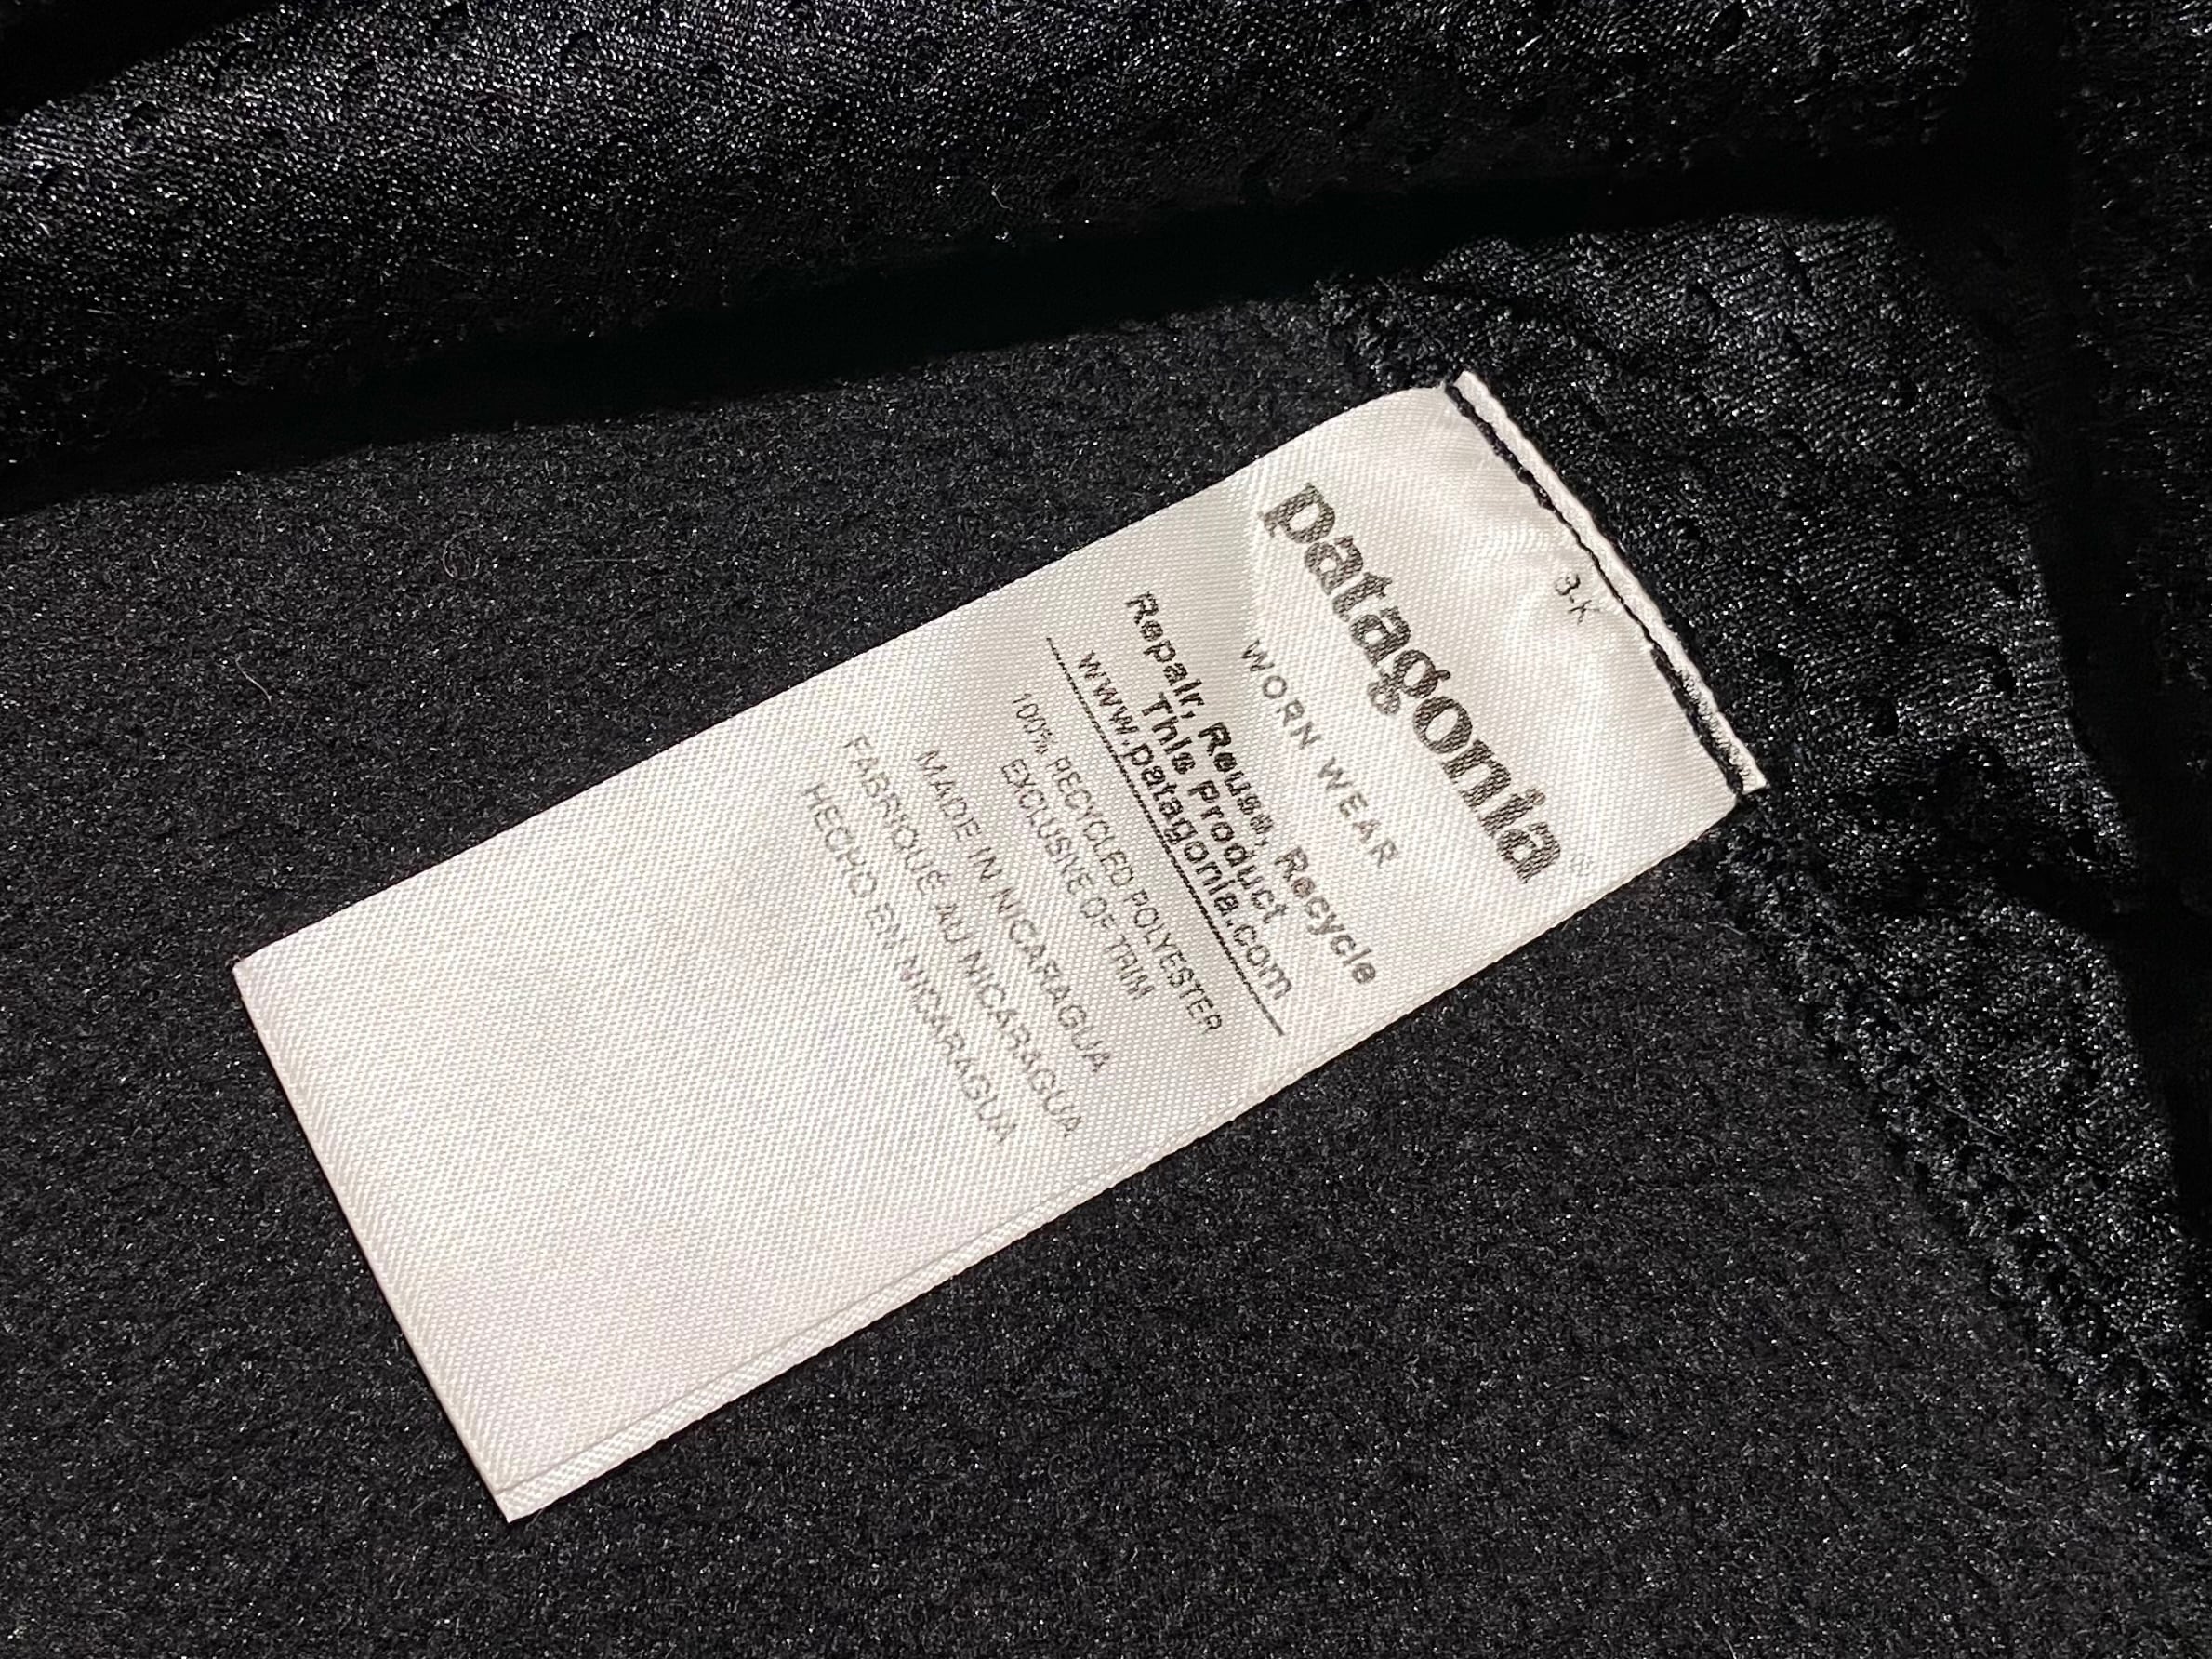 3-K
patagonia®
WORN WEAR
Repair, Reuse, Recycle
This Product
www.patagonia.com
100% RECYCLED POLYESTER
EXCLUSIVE OF TRIM
MADE IN NICARAGUA
FABRIQUÉ AU NICARAGUA
HECHO EN NICARAGUA